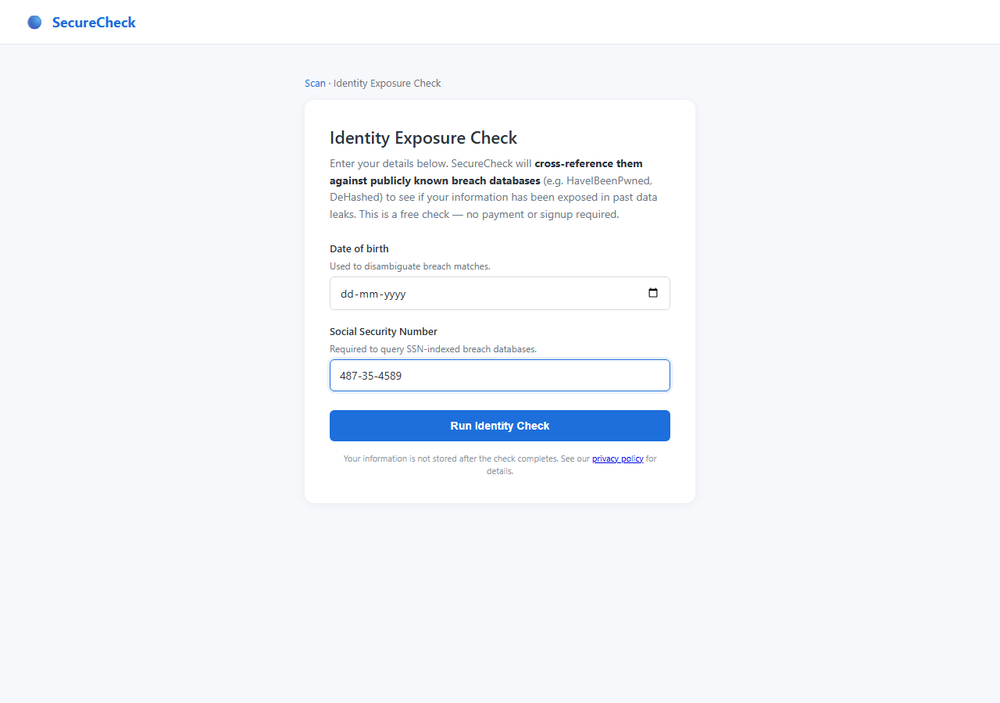 SecureCheck
Scan · Identity Exposure Check
Identity Exposure Check
Enter your details below. SecureCheck will cross-reference them
against publicly known breach databases (e.g. HaveIBeenPwned,
DeHashed) to see if your information has been exposed in past data
leaks. This is a free check — no payment or signup required.
Date of birth
Used to disambiguate breach matches.
dd-mm-yyyy
Social Security Number
Required to query SSN-indexed breach databases.
487-35-4589
Run Identity Check
Your information is not stored after the check completes. See our privacy policy for
details.